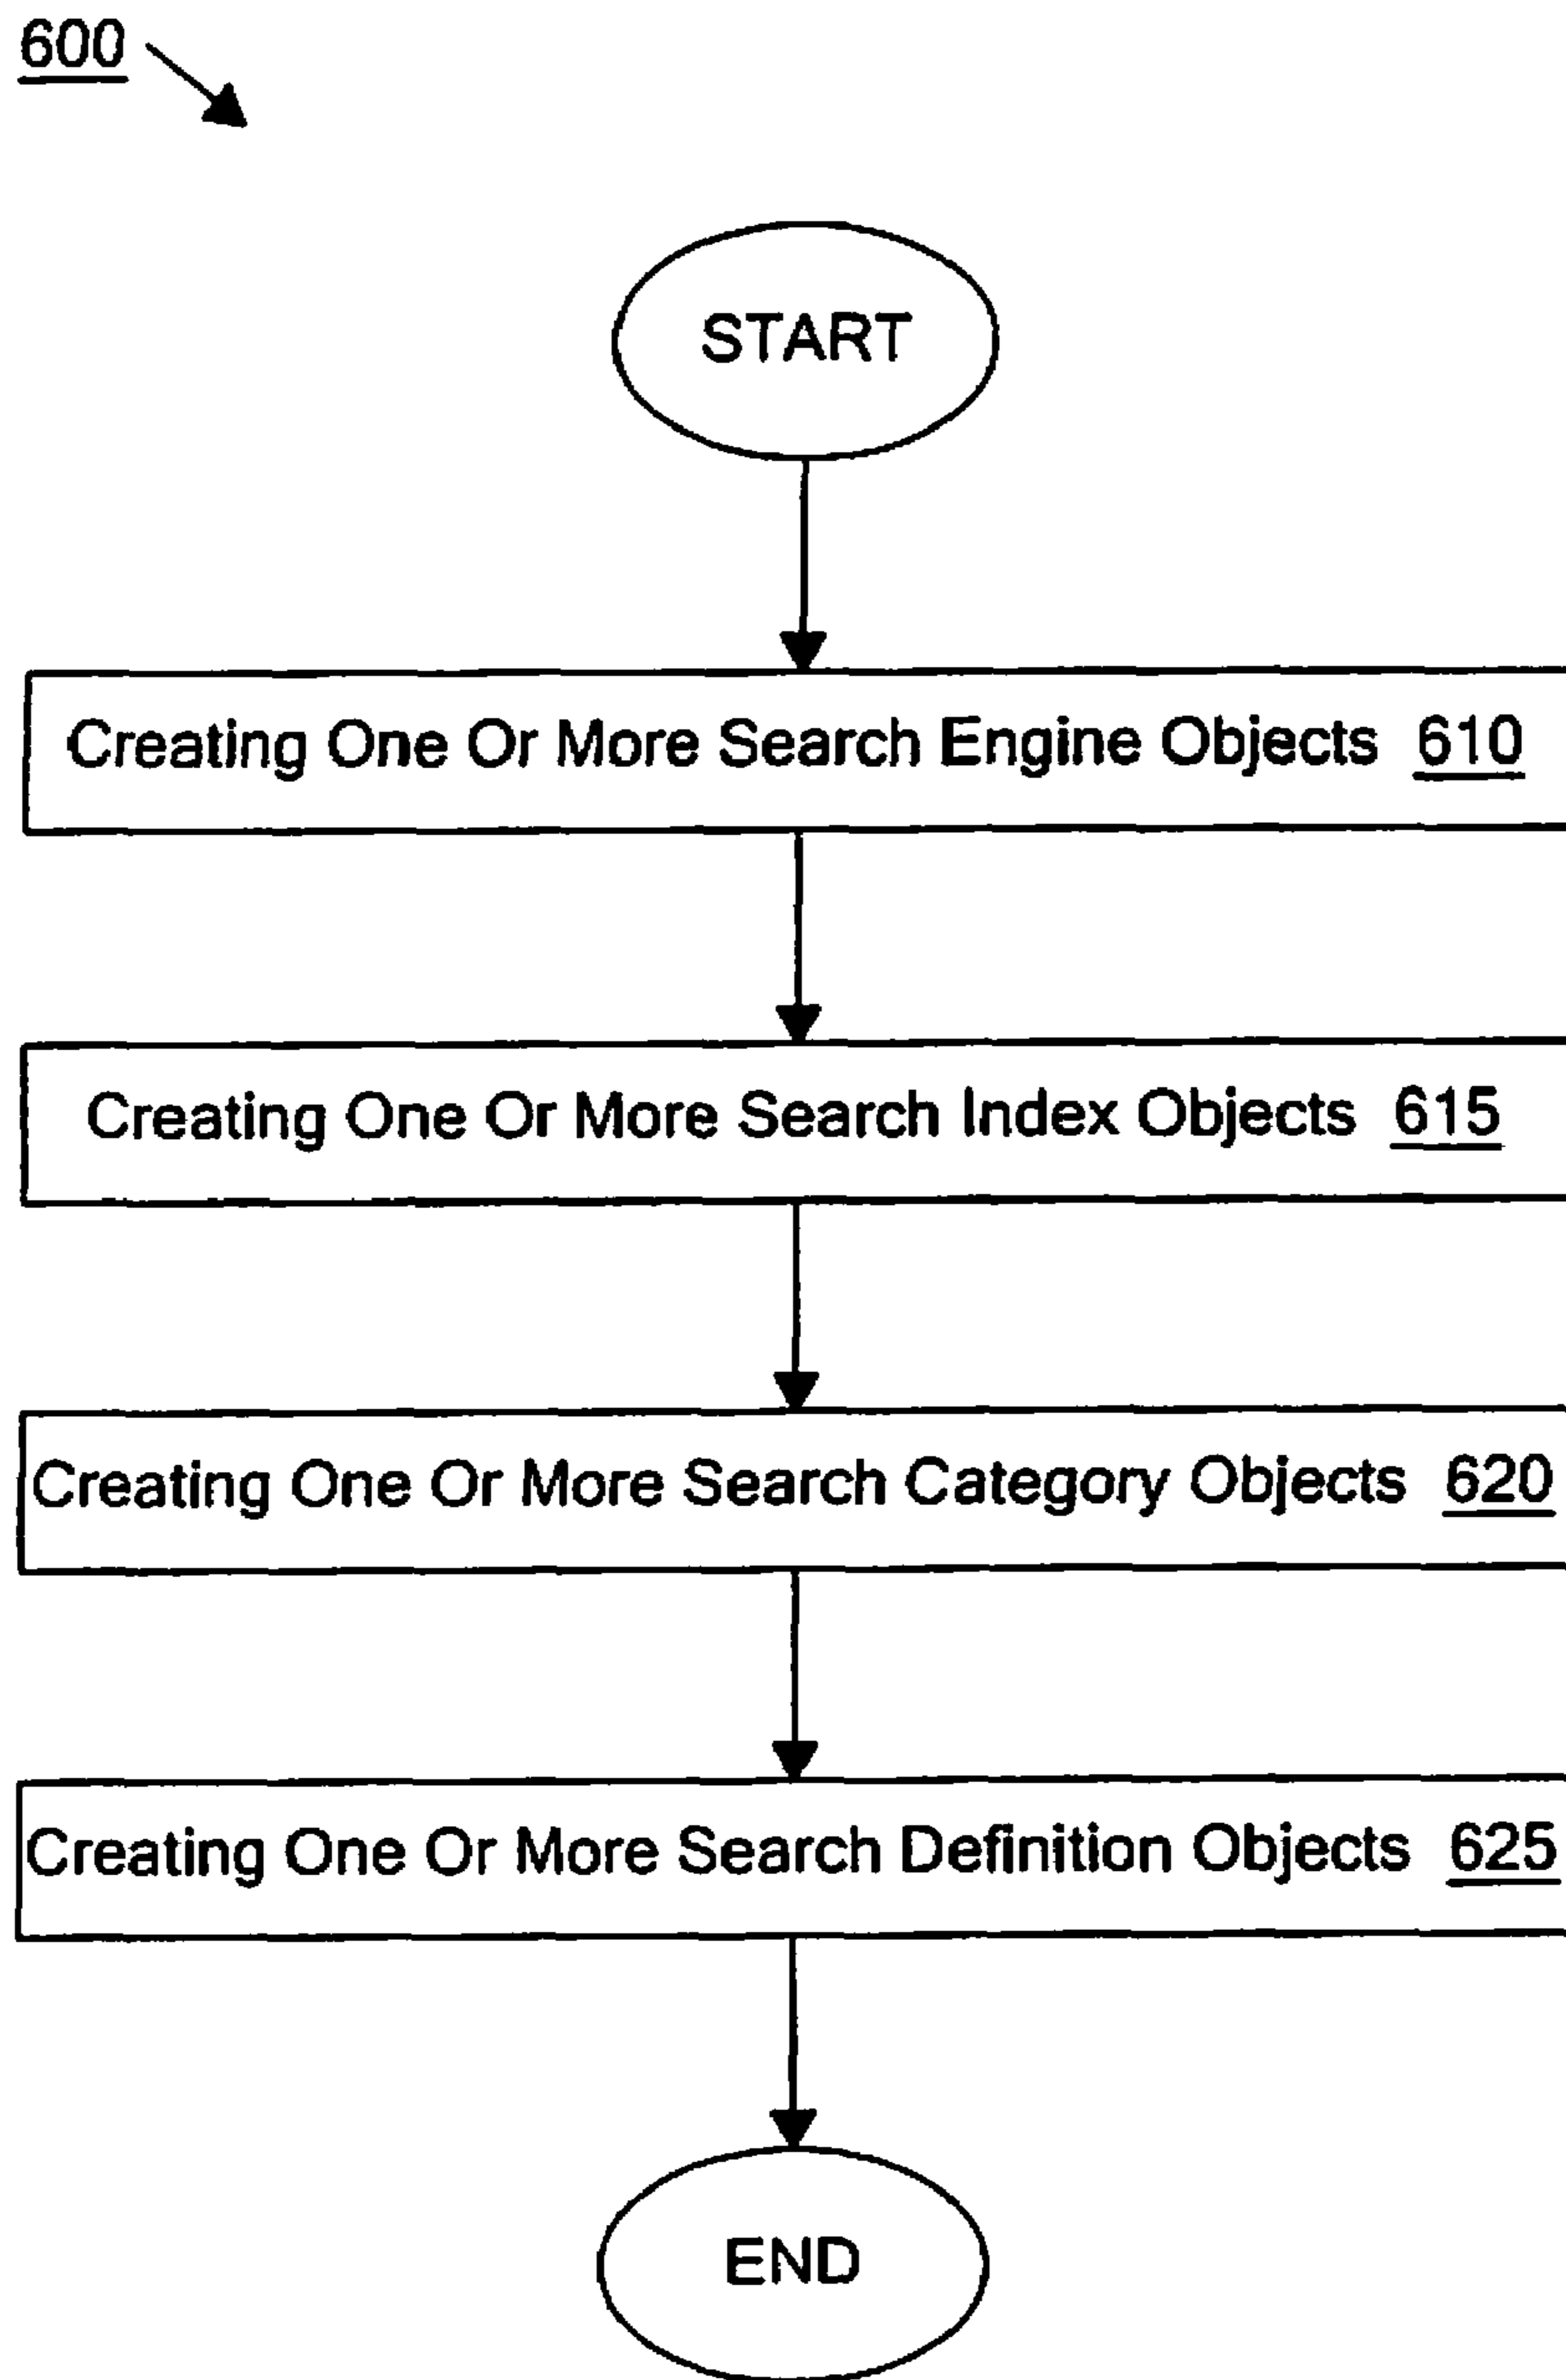 600
START
Creating One Or More Search Engine Objects 610
Creating One Or More Search Index Objects 615
Creating One Or More Search Category Objects 620
Creating One Or More Search Definition Objects 625
END